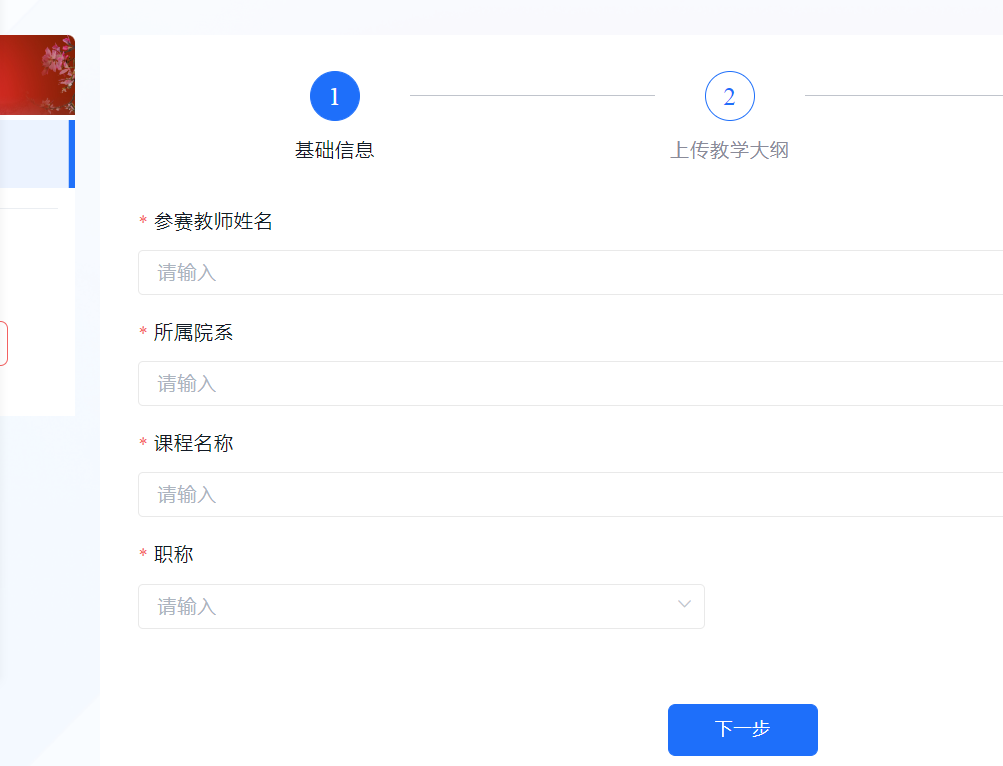 1
2
基础信息
上传教学大纲
* 参赛教师姓名
请输入
* 所属院系
请输入
* 课程名称
请输入
* 职称
请输入
下一步